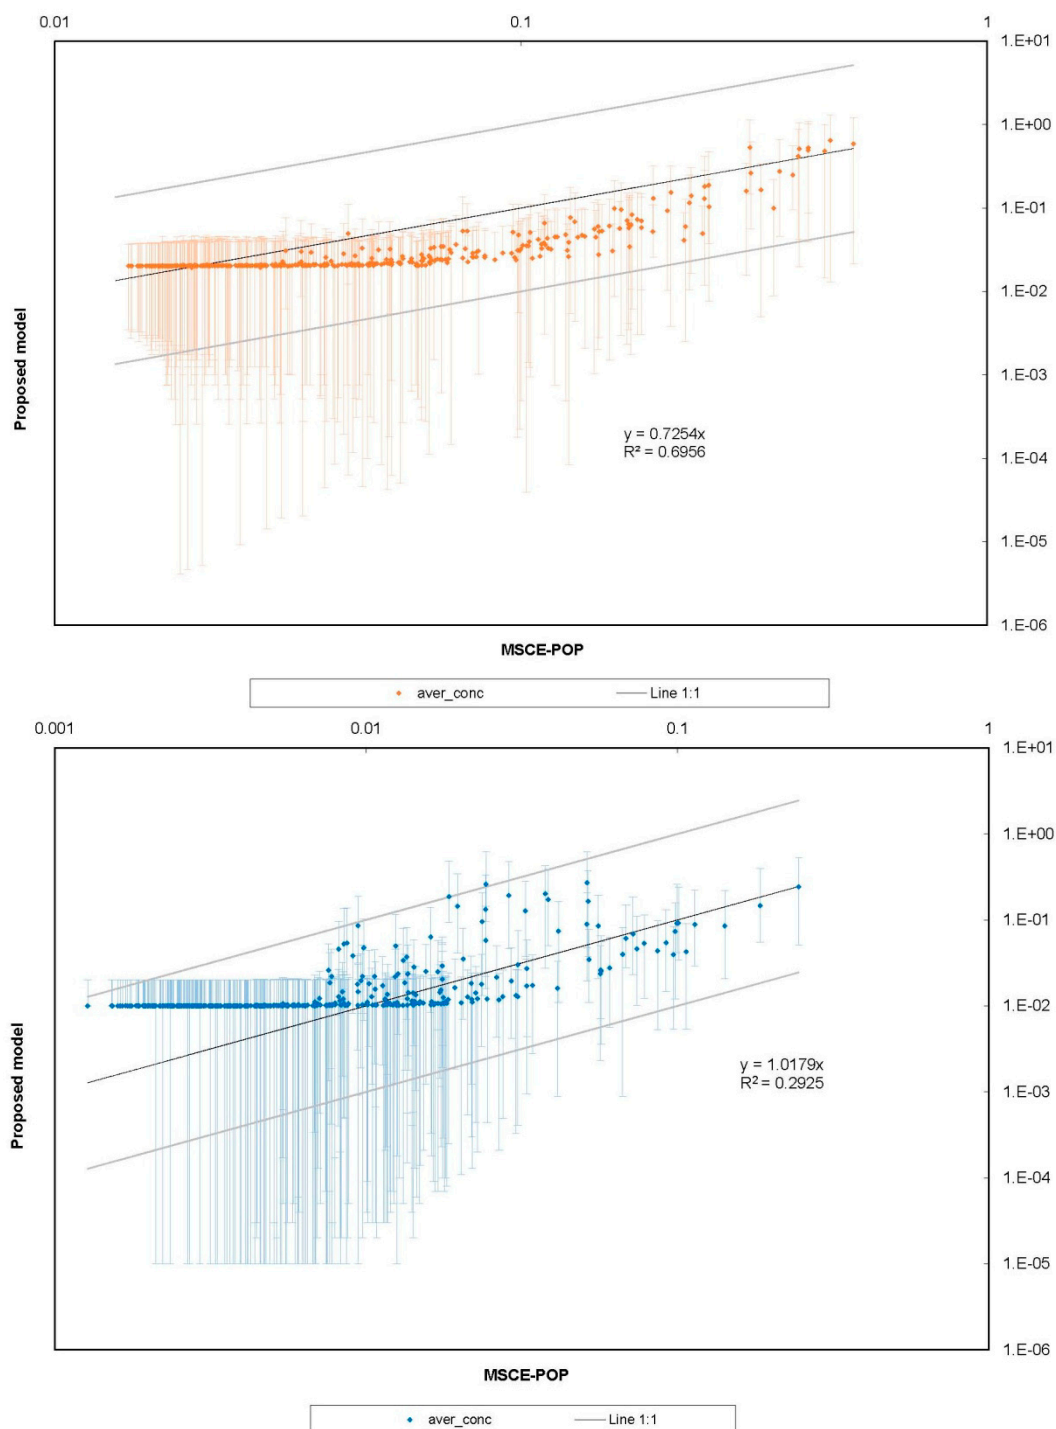 0.01 0.1 1
1.E+01
1.E+00
1.E-01
1.E-02
1.E-03
1.E-04
1.E-05
1.E-06
Proposed model
y = 0.7254x
R² = 0.6956
MSCE-POP
aver_conc Line 1:1
0.001 0.01 0.1 1
1.E+01
1.E+00
1.E-01
1.E-02
1.E-03
1.E-04
1.E-05
1.E-06
Proposed model
y = 1.0179x
R² = 0.2925
MSCE-POP
aver_conc Line 1:1